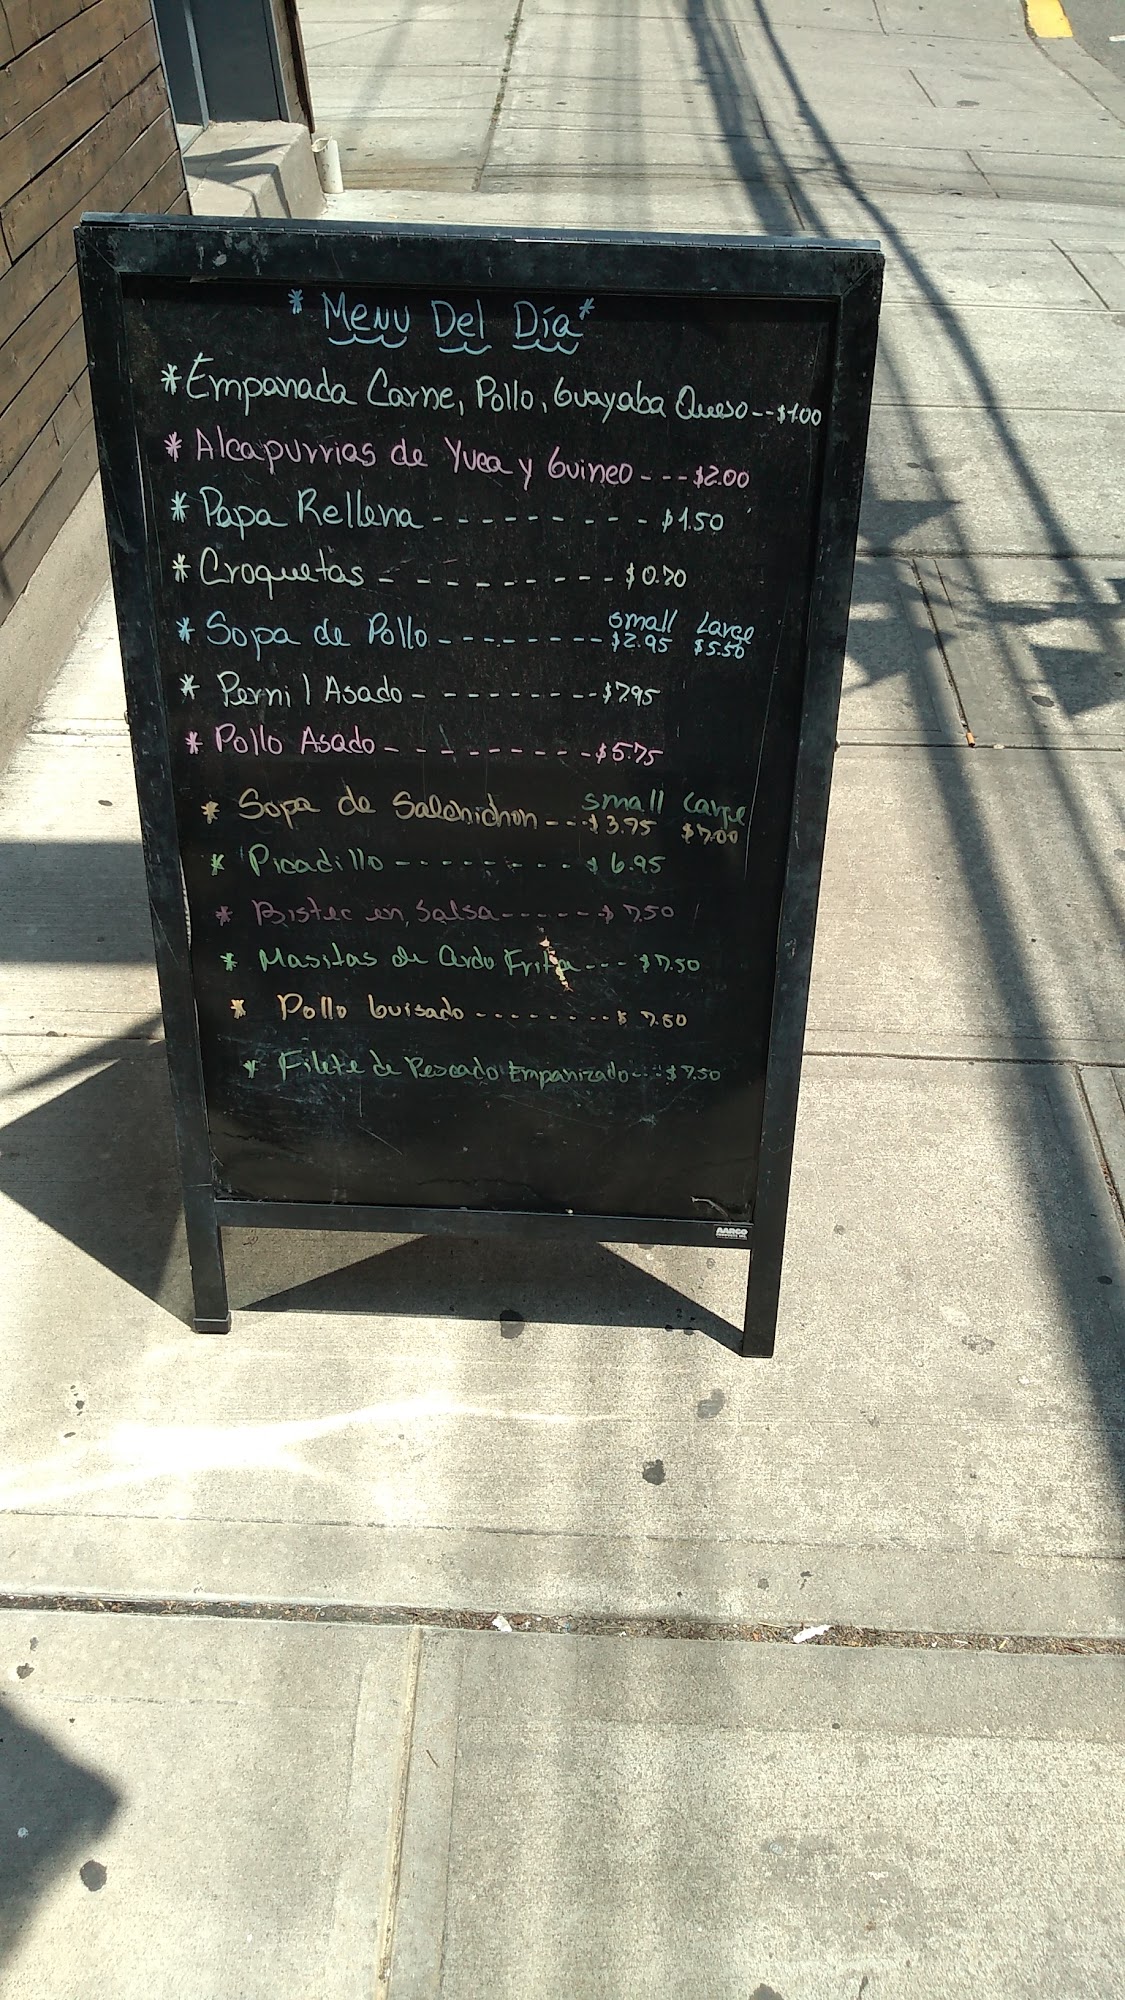 * Menu Del Día *
* Empanada Carne, Pollo, Guayaba Queso -- $1.00
* Alcapurrias de Yuca y Guineo --- $2.00
* Papa Rellena --------- $1.50
* Croquetas --------- $0.70
small Large
* Sopa de Pollo -------- $2.95 $5.50
* Pernil Asado -------- $7.95
* Pollo Asado --------- $5.75
small Large
* Sopa de Salchichon --- $3.75 $7.00
* Picadillo -------- $6.95
* Bistec en Salsa ------ $7.50
* Masitas de Cerdo Frita --- $7.50
* Pollo Guisado -------- $7.50
* Filete de Pescado Empanizado --- $7.50
AARCO